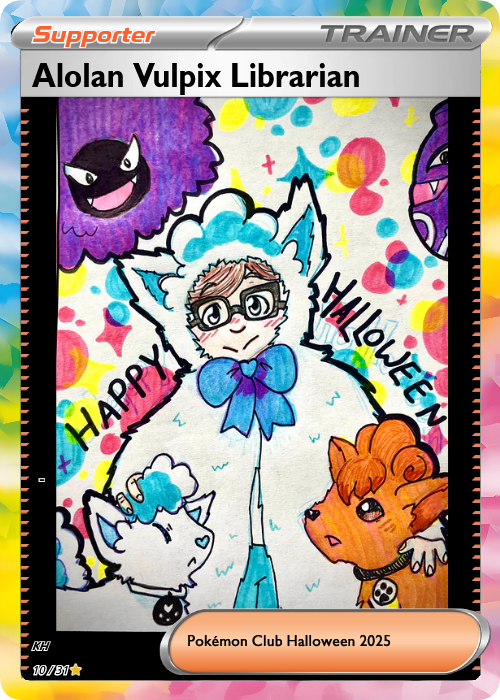 Supporter
TRAINER
Alolan Vulpix Librarian
HAPPY
HALLOWEEN
Pokémon Club Halloween 2025
KH
10/31